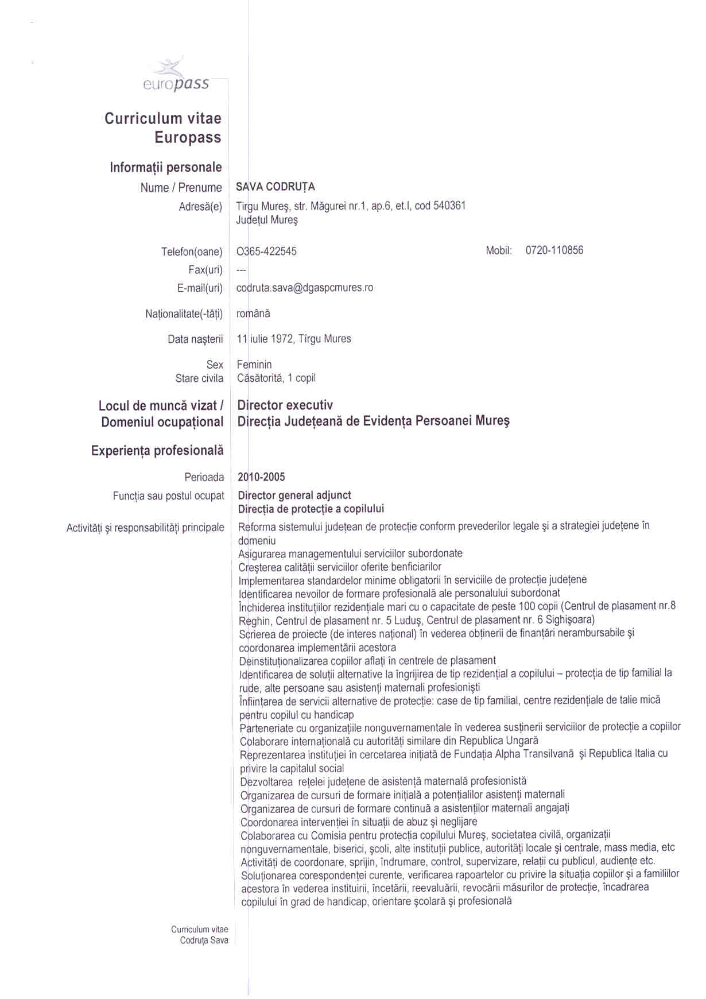 europass
Curriculum vitae
Europass
Informaţii personale
Nume / Prenume SAVA CODRUŢA
Adresă(e) Tirgu Mureş, str. Măgurei nr.1, ap.6, et.I, cod 540361
Judeţul Mureş
Telefon(oane) O365-422545 Mobil: 0720-110856
Fax(uri) ---
E-mail(uri) codruta.sava@dgaspcmures.ro
Naţionalitate(-tăţi) română
Data naşterii 11 iulie 1972, Tîrgu Mures
Sex Feminin
Stare civila Căsătorită, 1 copil
Locul de muncă vizat / Director executiv
Domeniul ocupaţional Direcţia Judeţeană de Evidenţa Persoanei Mureş
Experienţa profesională
Perioada 2010-2005
Funcţia sau postul ocupat Director general adjunct
Direcţia de protecţie a copilului
Activităţi şi responsabilităţi principale Reforma sistemului judeţean de protecţie conform prevederilor legale şi a strategiei judeţene în
domeniu
Asigurarea managementului serviciilor subordonate
Creşterea calităţii serviciilor oferite benficiarilor
Implementarea standardelor minime obligatorii în serviciile de protecţie judeţene
Identificarea nevoilor de formare profesională ale personalului subordonat
Închiderea instituţiilor rezidenţiale mari cu o capacitate de peste 100 copii (Centrul de plasament nr.8
Reghin, Centrul de plasament nr. 5 Luduş, Centrul de plasament nr. 6 Sighişoara)
Scrierea de proiecte (de interes naţional) în vederea obţinerii de finanţări nerambursabile şi
coordonarea implementării acestora
Deinstituţionalizarea copiilor aflaţi în centrele de plasament
Identificarea de soluţii alternative la îngrijirea de tip rezidenţial a copilului – protecţia de tip familial la
rude, alte persoane sau asistenţi maternali profesionişti
Înfiinţarea de servicii alternative de protecţie: case de tip familial, centre rezidenţiale de talie mică
pentru copilul cu handicap
Parteneriate cu organizaţiile nonguvernamentale în vederea susţinerii serviciilor de protecţie a copiilor
Colaborare internaţională cu autorităţi similare din Republica Ungară
Reprezentarea instituţiei în cercetarea iniţiată de Fundaţia Alpha Transilvană şi Republica Italia cu
privire la capitalul social
Dezvoltarea reţelei judeţene de asistenţă maternală profesionistă
Organizarea de cursuri de formare iniţială a potenţialilor asistenţi maternali
Organizarea de cursuri de formare continuă a asistenţilor maternali angajaţi
Coordonarea intervenţiei în situaţii de abuz şi neglijare
Colaborarea cu Comisia pentru protecţia copilului Mureş, societatea civilă, organizaţii
nonguvernamentale, biserici, şcoli, alte instituţii publice, autorităţi locale şi centrale, mass media, etc
Activităţi de coordonare, sprijin, îndrumare, control, supervizare, relaţii cu publicul, audienţe etc.
Soluţionarea corespondenţei curente, verificarea rapoartelor cu privire la situaţia copiilor şi a familiilor
acestora în vederea instituirii, încetării, reevaluării, revocării măsurilor de protecţie, încadrarea
copilului în grad de handicap, orientare şcolară şi profesională
Curriculum vitae
Codruţa Sava